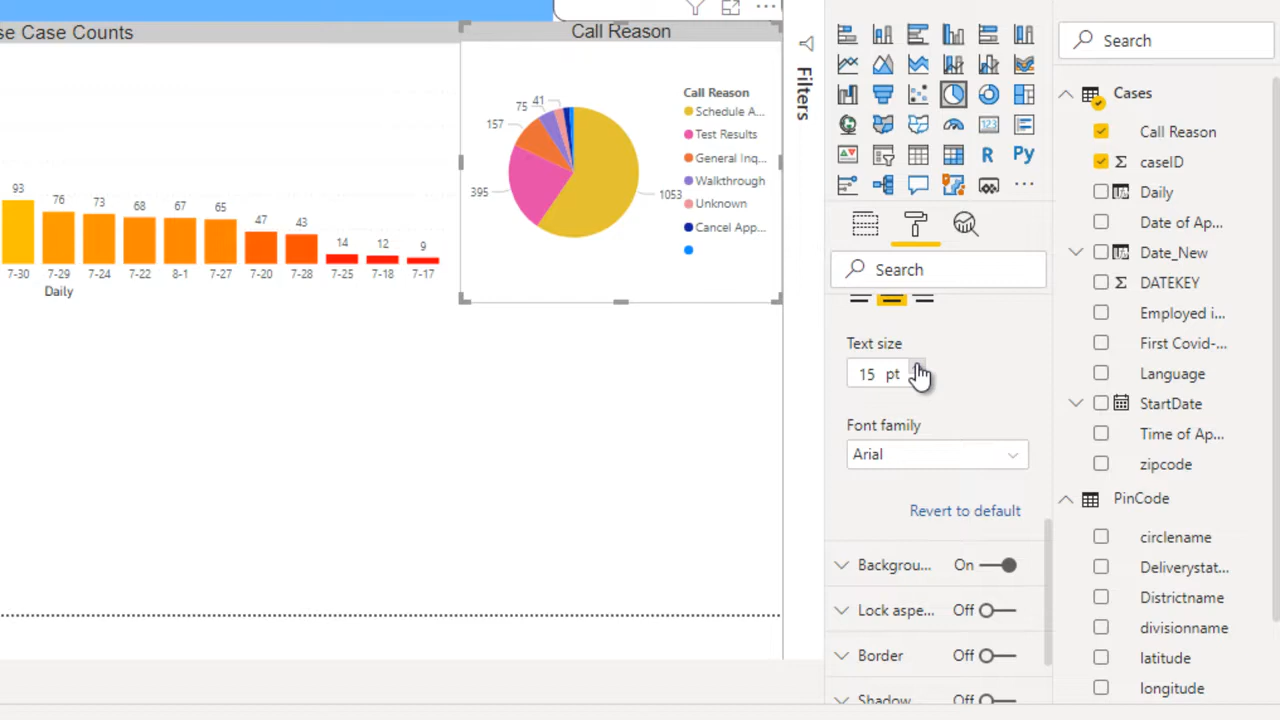 se Case Counts
93
76
73
68
67
65
47
43
14
12
9
7-30
7-29
7-24
7-22
8-1
7-27
7-20
7-28
7-25
7-18
7-17
Daily
Call Reason
41
75
157
395
1053
Call Reason
Schedule A...
Test Results
General Inq...
Walkthrough
Unknown
Cancel App...
Filters
R
Py
...
Search
Text size
15 pt
Font family
Arial
Revert to default
Backgrou... On
Lock aspe... Off
Border Off
Shadow Off
Search
Cases
Call Reason
Σ caseID
Daily
Date of Ap...
Date_New
Σ DATEKEY
Employed i...
First Covid-...
Language
StartDate
Time of Ap...
zipcode
PinCode
circlename
Deliverystat...
Districtname
divisionname
latitude
longitude